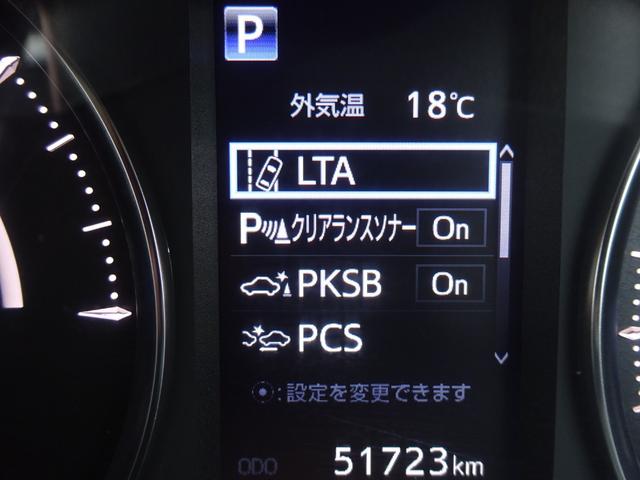 P
外気温 18℃
LTA
Pクリアランスソナー On
PKSB On
PCS
:設定を変更できます
ODO 51723km